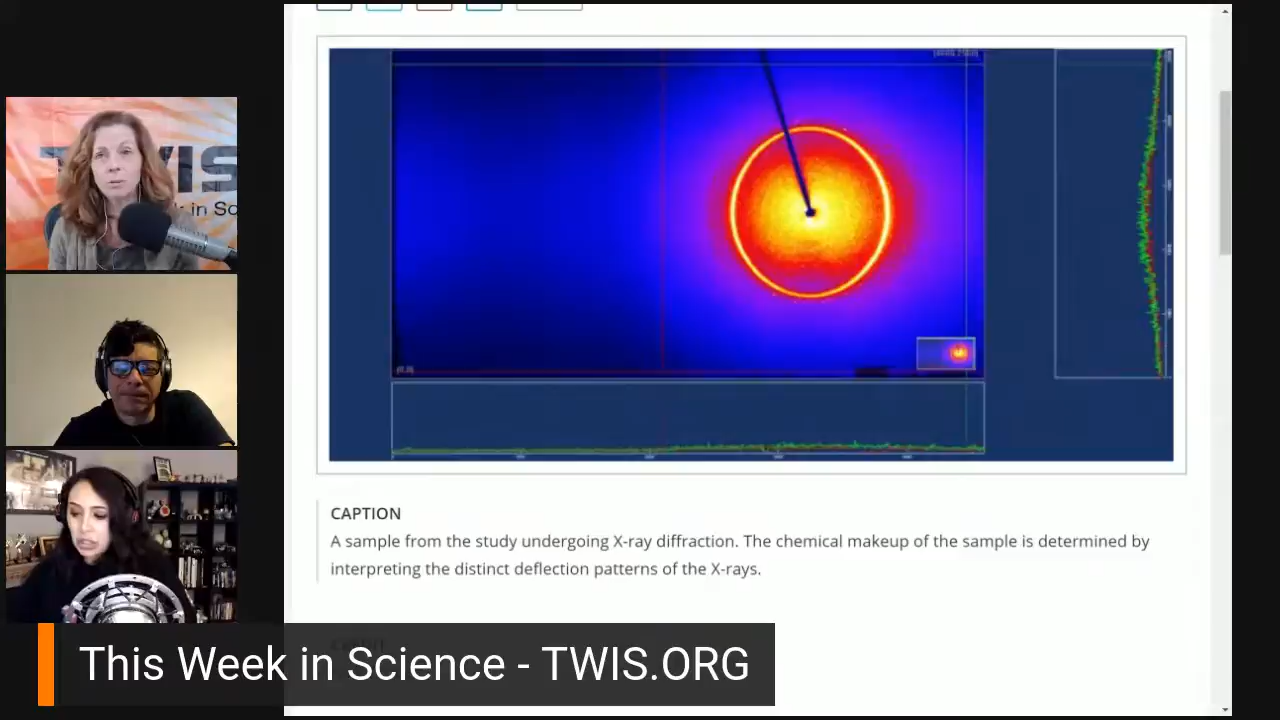 CAPTION
A sample from the study undergoing X-ray diffraction. The chemical makeup of the sample is determined by
interpreting the distinct deflection patterns of the X-rays.
This Week in Science - TWIS.ORG